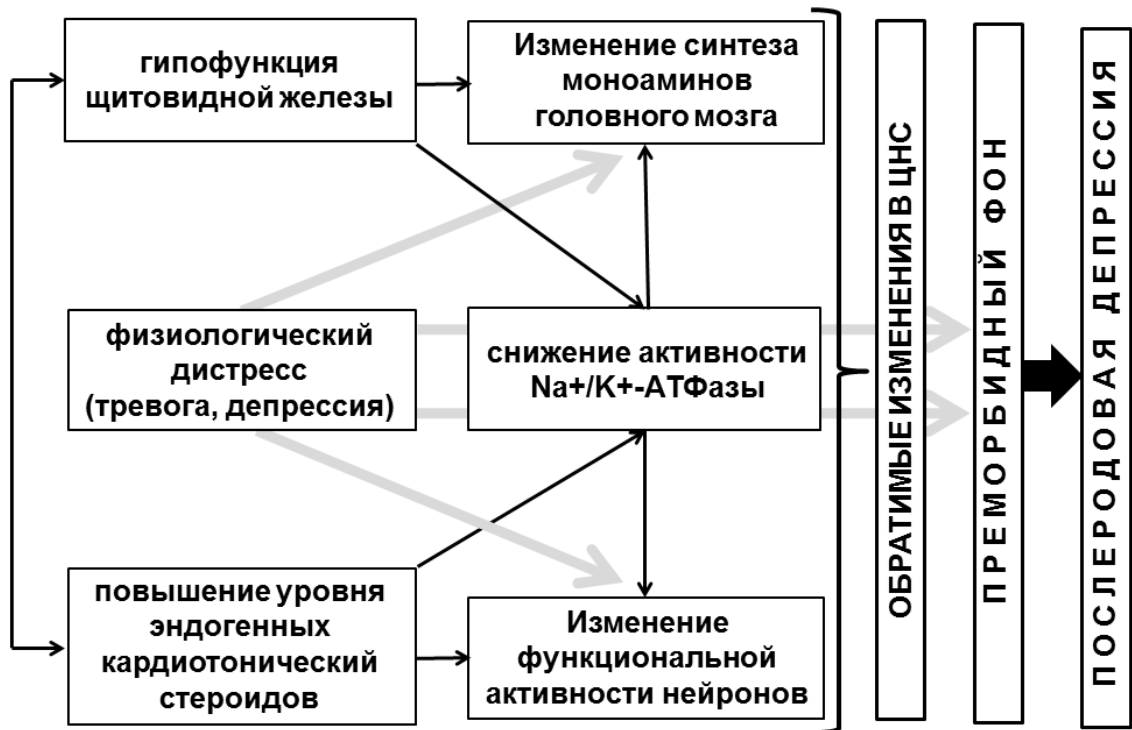 гипофункция
щитовидной железы
Изменение синтеза
моноаминов
головного мозга
физиологический
дистресс
(тревога, депрессия)
снижение активности
Na+/K+-АТФазы
повышение уровня
эндогенных
кардиотонический
стероидов
Изменение
функциональной
активности нейронов
ОБРАТИМЫЕ ИЗМЕНЕНИЯ В ЦНС
ПРЕМОРБИДНЫЙ ФОН
ПОСЛЕРОДОВАЯ ДЕПРЕССИЯ